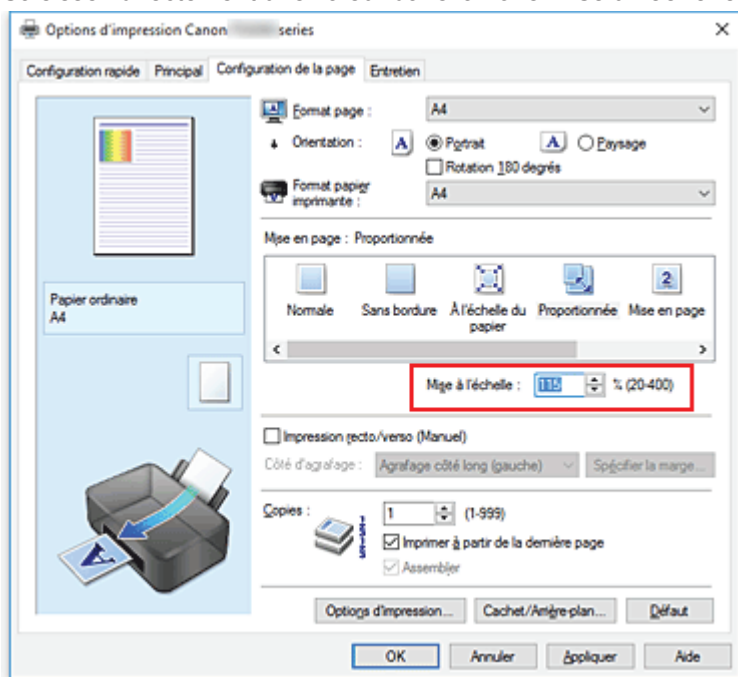 Options d'impression Canon series
Configuration rapide Principal Configuration de la page Entretien
Format page : A4
Orientation : A Portrait A Paysage
Rotation 180 degrés
Format papier imprimante : A4
Mise en page : Proportionnée
2
Normale Sans bordure À l'échelle du papier Proportionnée Mise en page
Papier ordinaire
A4
Mise à l'échelle : 115 % (20-400)
Impression recto/verso (Manuel)
Côté d'agrafage : Agrafage côté long (gauche) Spécifier la marge...
Copies : 1 (1-999)
Imprimer à partir de la dernière page
Assembler
A
Options d'impression... Cachet/Arrière-plan... Défaut
OK Annuler Appliquer Aide